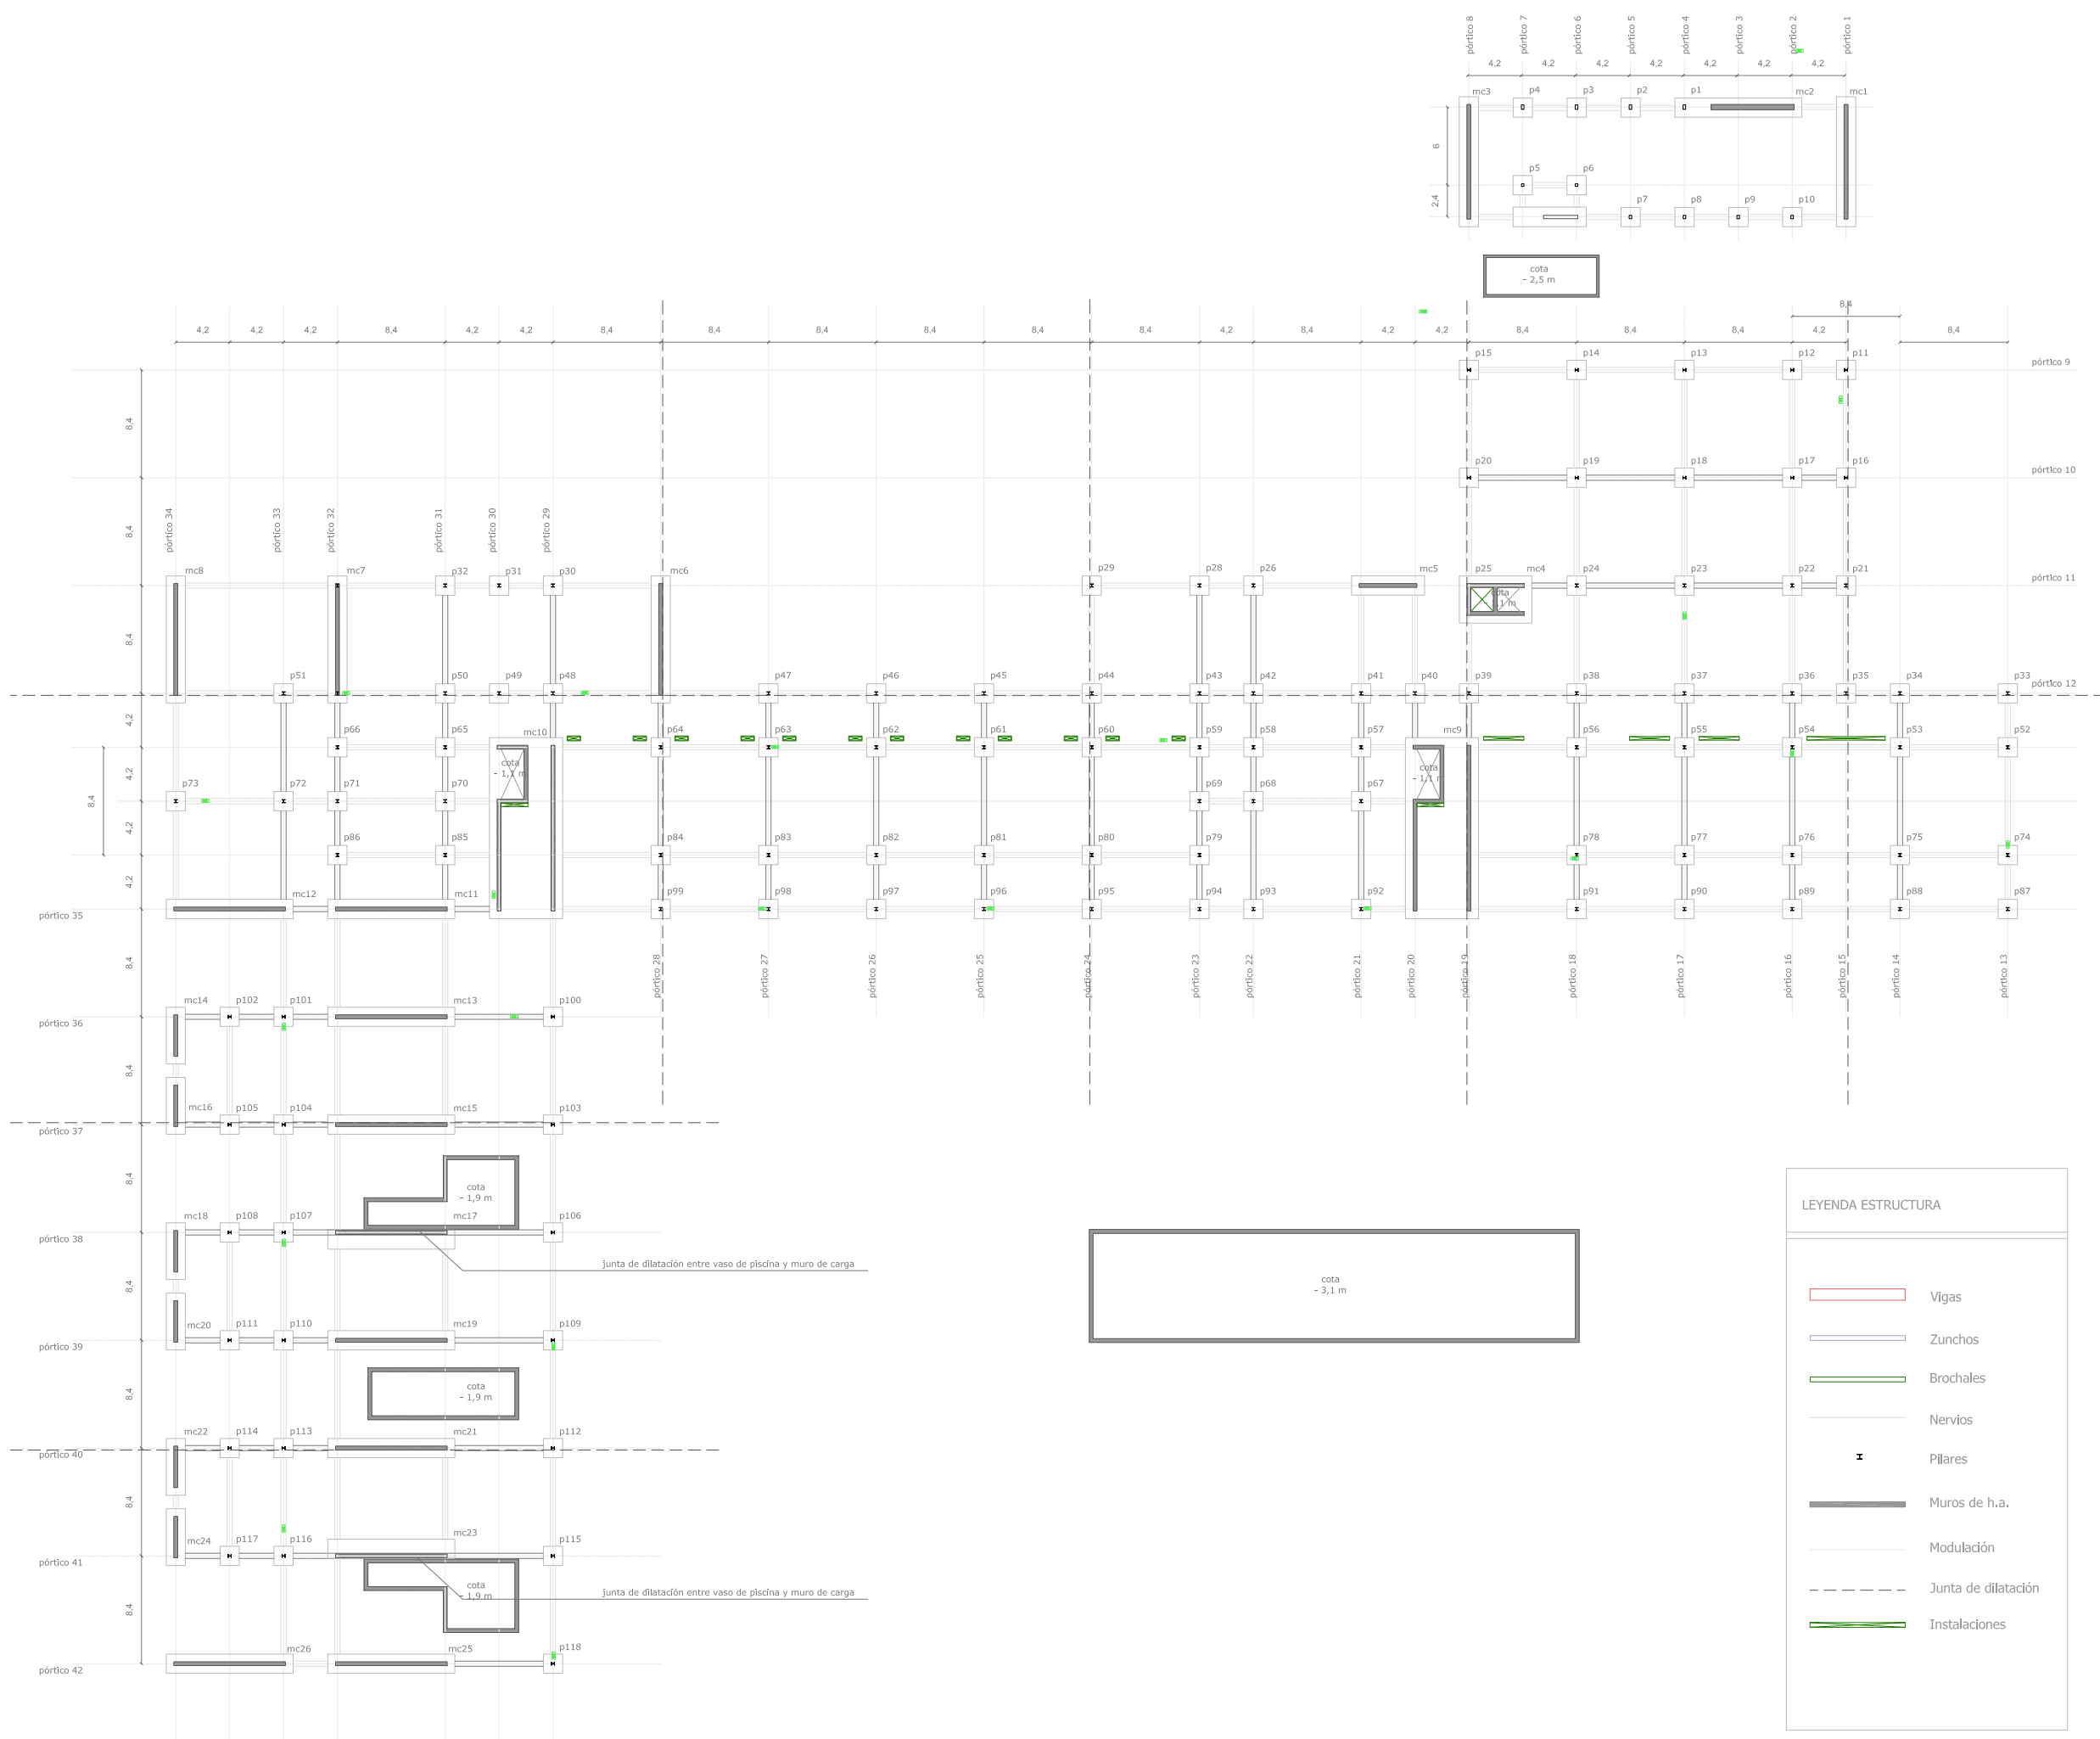 pórtico 8
pórtico 7
pórtico 6
pórtico 5
pórtico 4
pórtico 3
pórtico 2
pórtico 1
4,2 4,2 4,2 4,2 4,2 4,2 4,2
mc3 p4 p3 p2 p1 mc2 mc1
6
p5 p6
2,4
p7 p8 p9 p10
cota
- 2,5 m
8,4
4,2 4,2 4,2 8,4 4,2 4,2 8,4 8,4 8,4 8,4 8,4 8,4 4,2 8,4 4,2 4,2 8,4 8,4 8,4 4,2 8,4
p15 p14 p13 p12 p11
pórtico 9
8,4
p20 p19 p18 p17 p16
pórtico 10
8,4
pórtico 34
pórtico 33
pórtico 32
pórtico 31
pórtico 30
pórtico 29
mc8 mc7 p32 p31 p30 mc6 p29 p28 p26 mc5 p25 mc4 p24 p23 p22 p21
pórtico 11
cota
- 1,1 m
8,4
p51 p50 p49 p48 p47 p46 p45 p44 p43 p42 p41 p40 p39 p38 p37 p36 p35 p34 p33
pórtico 12
4,2
p66 p65 mc10 p64 p63 p62 p61 p60 p59 p58 p57 mc9 p56 p55 p54 p53 p52
cota
- 1,1 m
cota
- 1,1 m
4,2
8,4
p73 p72 p71 p70 p69 p68 p67
4,2
p86 p85 p84 p83 p82 p81 p80 p79 p78 p77 p76 p75 p74
4,2
mc12 mc11 p99 p98 p97 p96 p95 p94 p93 p92 p91 p90 p89 p88 p87
pórtico 35
8,4
pórtico 28
pórtico 27
pórtico 26
pórtico 25
pórtico 24
pórtico 23
pórtico 22
pórtico 21
pórtico 20
pórtico 19
pórtico 18
pórtico 17
pórtico 16
pórtico 15
pórtico 14
pórtico 13
mc14 p102 p101 mc13 p100
pórtico 36
8,4
mc16 p105 p104 mc15 p103
pórtico 37
8,4
cota
- 1,9 m
mc18 p108 p107 mc17 p106
pórtico 38
junta de dilatación entre vaso de piscina y muro de carga
8,4
cota
- 3,1 m
mc20 p111 p110 mc19 p109
pórtico 39
8,4
cota
- 1,9 m
mc22 p114 p113 mc21 p112
pórtico 40
8,4
mc24 p117 p116 mc23 p115
pórtico 41
cota
- 1,9 m
junta de dilatación entre vaso de piscina y muro de carga
8,4
mc26 mc25 p118
pórtico 42
LEYENDA ESTRUCTURA
Vigas
Zunchos
Brochales
Nervios
Pilares
Muros de h.a.
Modulación
Junta de dilatación
Instalaciones